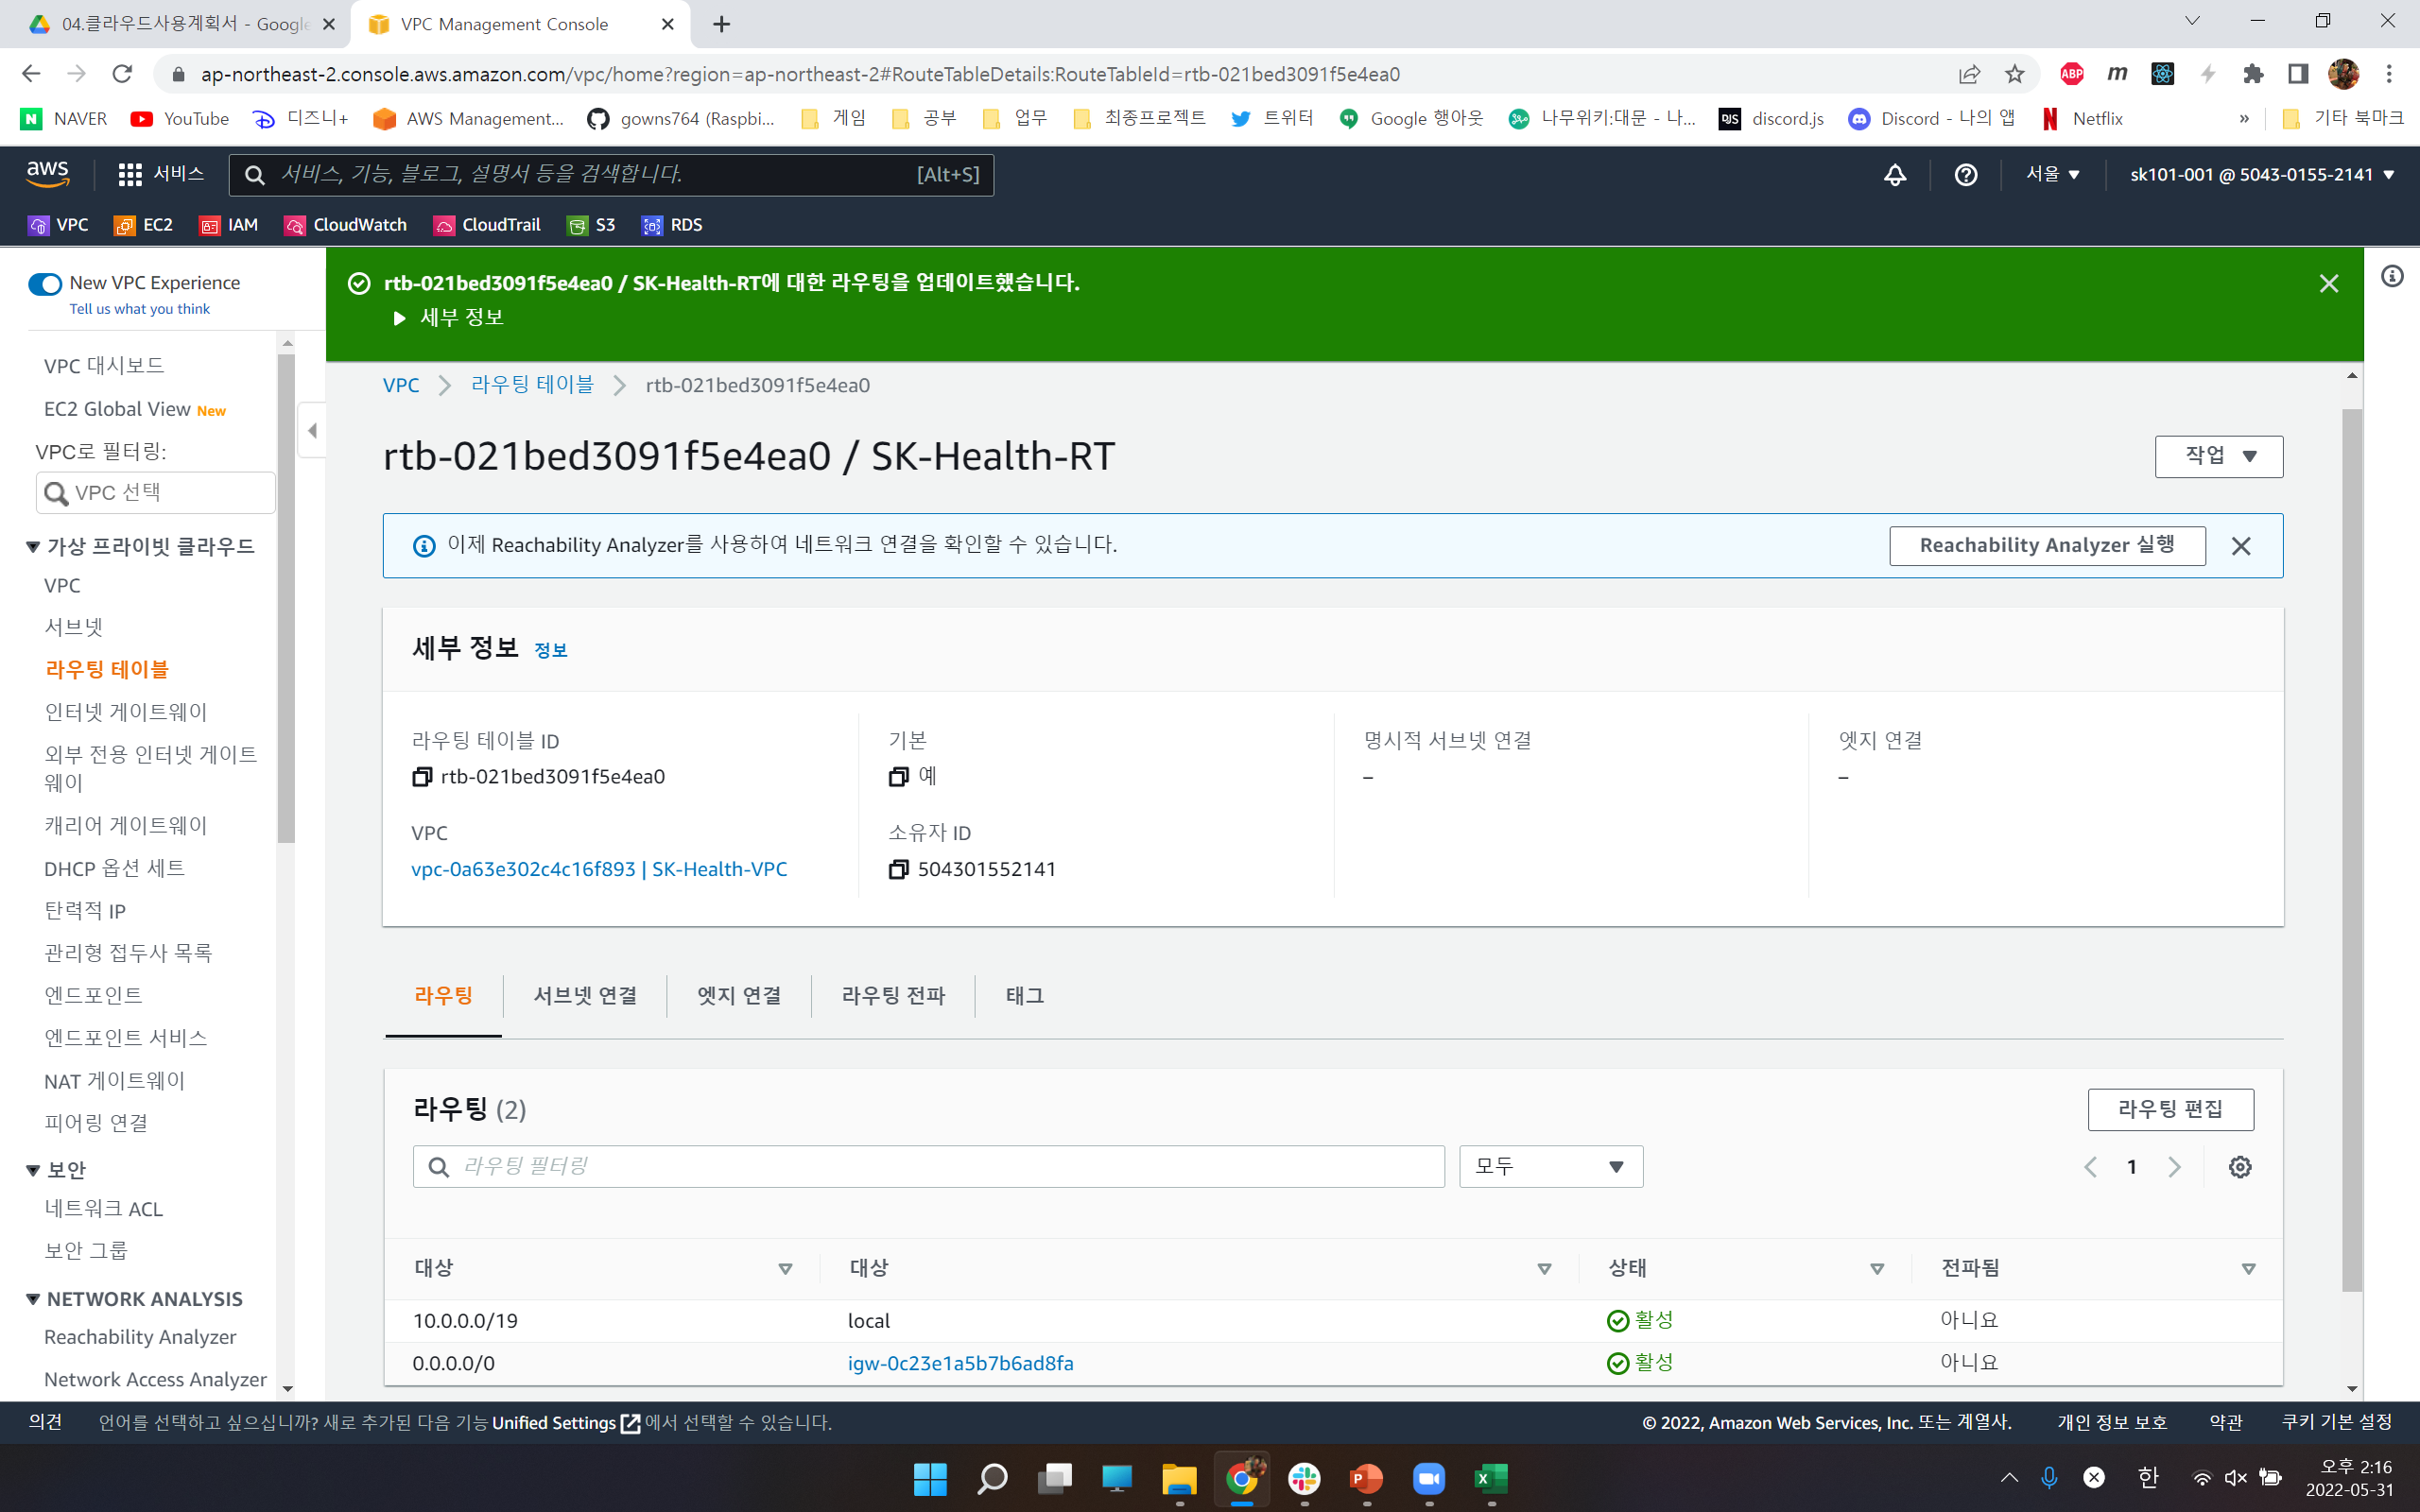 04.클라우드사용계획서 - Google
VPC Management Console
ap-northeast-2.console.aws.amazon.com/vpc/home?region=ap-northeast-2#RouteTableDetails:RouteTableId=rtb-021bed3091f5e4ea0
ABP
m
NAVER
YouTube
디즈니+
AWS Management...
gowns764 (Raspbi...
게임
공부
업무
최종프로젝트
트위터
Google 행아웃
나무위키:대문 - 나...
discord.js
Discord - 나의 앱
Netflix
»
기타 북마크
aws
서비스
서비스, 기능, 블로그, 설명서 등을 검색합니다.
[Alt+S]
서울
sk101-001 @ 5043-0155-2141
VPC
EC2
IAM
CloudWatch
CloudTrail
S3
RDS
New VPC Experience
Tell us what you think
VPC 대시보드
EC2 Global View New
VPC로 필터링:
VPC 선택
가상 프라이빗 클라우드
VPC
서브넷
라우팅 테이블
인터넷 게이트웨이
외부 전용 인터넷 게이트
웨이
캐리어 게이트웨이
DHCP 옵션 세트
탄력적 IP
관리형 접두사 목록
엔드포인트
엔드포인트 서비스
NAT 게이트웨이
피어링 연결
보안
네트워크 ACL
보안 그룹
NETWORK ANALYSIS
Reachability Analyzer
Network Access Analyzer
rtb-021bed3091f5e4ea0 / SK-Health-RT에 대한 라우팅을 업데이트했습니다.
세부 정보
VPC
라우팅 테이블
rtb-021bed3091f5e4ea0
rtb-021bed3091f5e4ea0 / SK-Health-RT
작업
이제 Reachability Analyzer를 사용하여 네트워크 연결을 확인할 수 있습니다.
Reachability Analyzer 실행
세부 정보 정보
라우팅 테이블 ID
rtb-021bed3091f5e4ea0
기본
예
명시적 서브넷 연결
–
엣지 연결
–
VPC
vpc-0a63e302c4c16f893 | SK-Health-VPC
소유자 ID
504301552141
라우팅
서브넷 연결
엣지 연결
라우팅 전파
태그
라우팅 (2)
라우팅 편집
라우팅 필터링
모두
1
대상
대상
상태
전파됨
10.0.0.0/19
local
활성
아니요
0.0.0.0/0
igw-0c23e1a5b7b6ad8fa
활성
아니요
의견
언어를 선택하고 싶으십니까? 새로 추가된 다음 기능 Unified Settings 에서 선택할 수 있습니다.
© 2022, Amazon Web Services, Inc. 또는 계열사.
개인 정보 보호
약관
쿠키 기본 설정
한
오후 2:16
2022-05-31